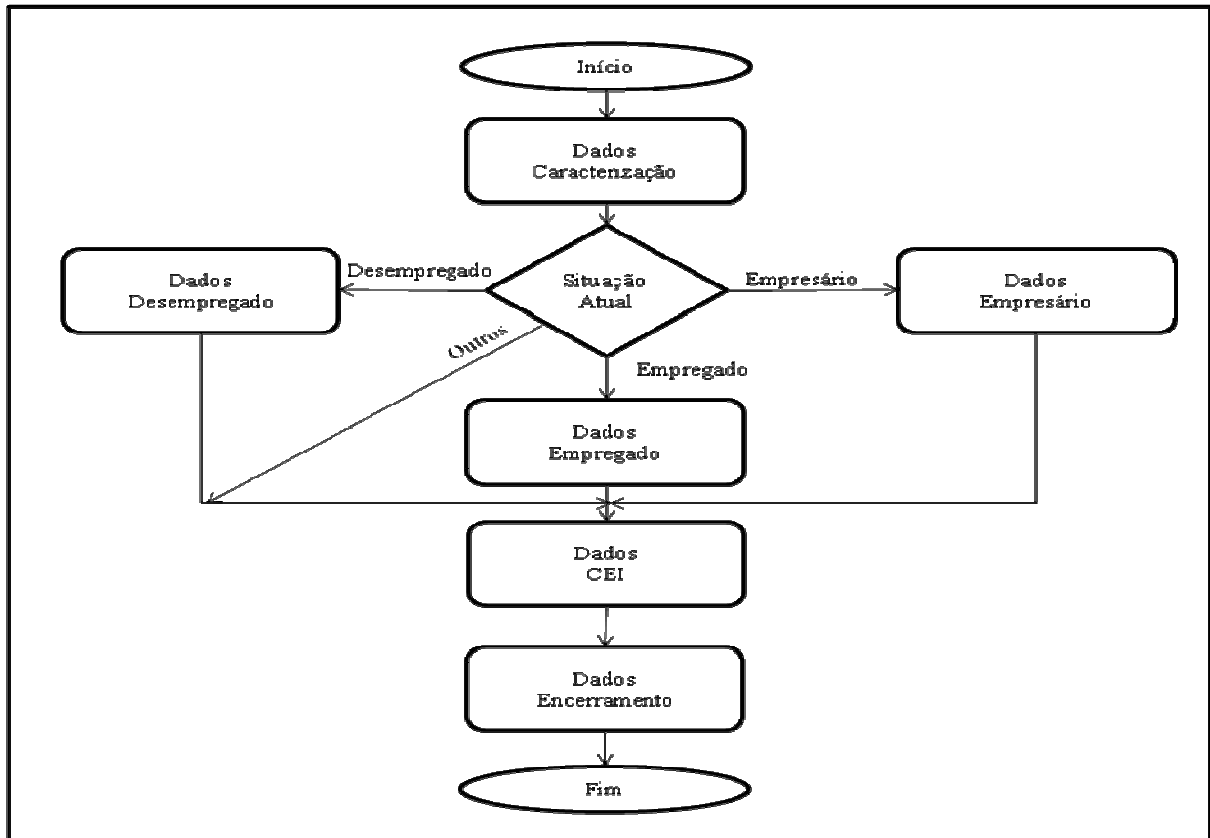 Início
Dados
Caracterização
Desempregado
Situação
Atual
Empresário
Dados
Desempregado
Dados
Empresário
Outros
Empregado
Dados
Empregado
Dados
CEI
Dados
Encerramento
Fim